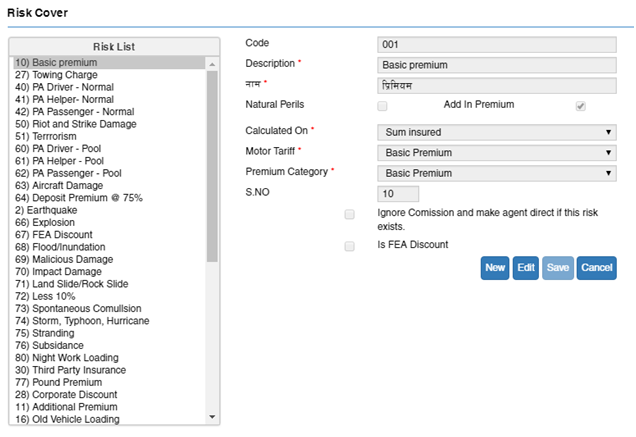 Risk Cover
Risk List
10) Basic premium
27) Towing Charge
40) PA Driver - Normal
41) PA Helper- Normal
42) PA Passenger - Normal
50) Riot and Strike Damage
51) Terrrorism
60) PA Driver - Pool
61) PA Helper - Pool
62) PA Passenger - Pool
63) Aircraft Damage
64) Deposit Premium @ 75%
2) Earthquake
66) Explosion
67) FEA Discount
68) Flood/Inundation
69) Malicious Damage
70) Impact Damage
71) Land Slide/Rock Slide
72) Less 10%
73) Spontaneous Comullsion
74) Storm, Typhoon, Hurricane
75) Stranding
76) Subsidance
80) Night Work Loading
30) Third Party Insurance
77) Pound Premium
28) Corporate Discount
11) Additional Premium
16) Old Vehicle Loading
Code 001
Description * Basic premium
नाम * प्रिमियम
Natural Perils Add In Premium
Calculated On * Sum insured
Motor Tariff * Basic Premium
Premium Category * Basic Premium
S.NO 10
Ignore Comission and make agent direct if this risk
exists.
Is FEA Discount
New Edit Save Cancel